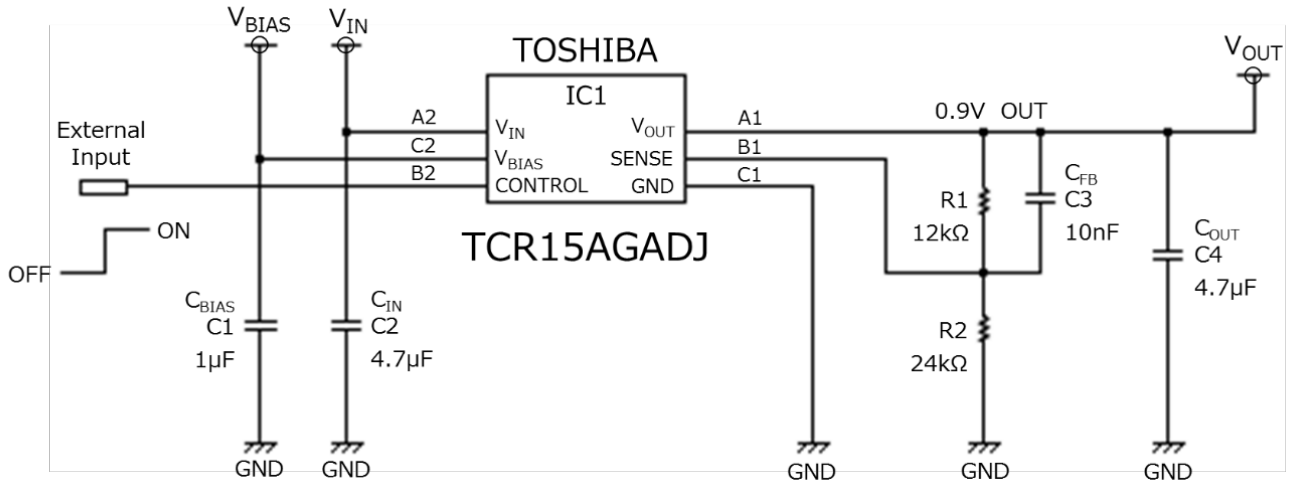 VBIAS
VIN
TOSHIBA
VOUT
IC1
A2
VIN
VOUT
A1
0.9V OUT
External
Input
C2
VBIAS
SENSE
B1
B2
CONTROL
GND
C1
CFB
C3
10nF
R1
12kΩ
ON
OFF
TCR15AGADJ
COUT
C4
4.7µF
CBIAS
C1
1µF
CIN
C2
4.7µF
R2
24kΩ
GND
GND
GND
GND
GND